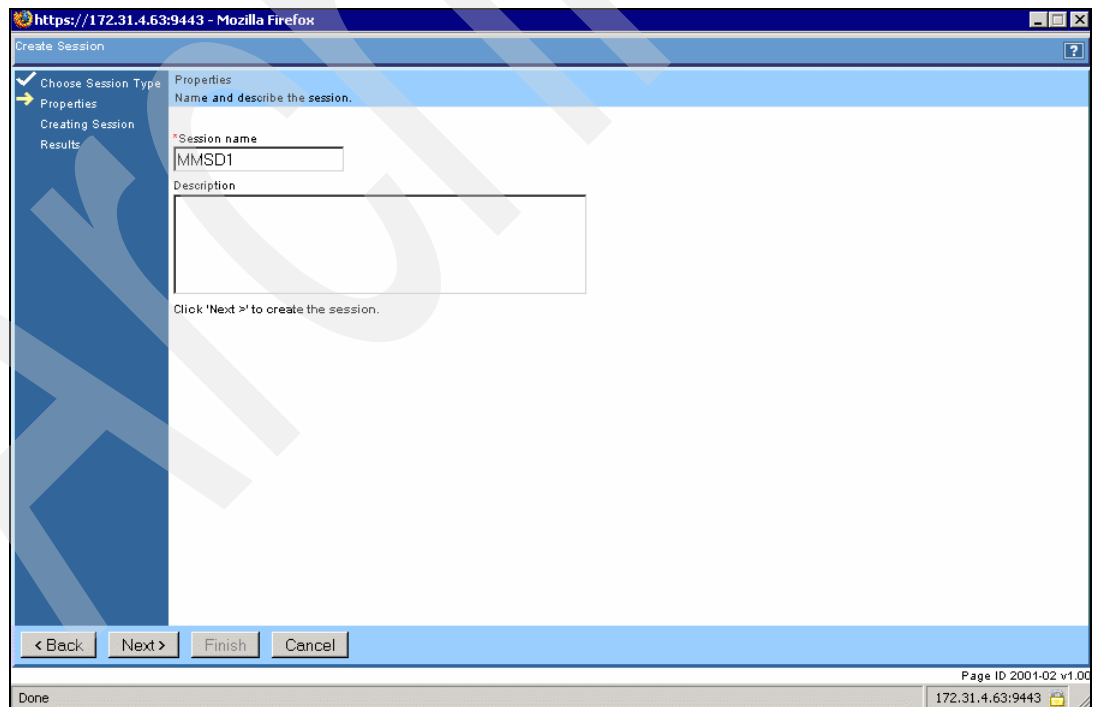 https://172.31.4.63:9443 - Mozilla Firefox
Create Session
?
Choose Session Type
Properties
Creating Session
Results
Properties
Name and describe the session.
*Session name
MMSD1
Description
Click 'Next >' to create the session.
< Back
Next >
Finish
Cancel
Page ID 2001-02 v1.00
Done
172.31.4.63:9443